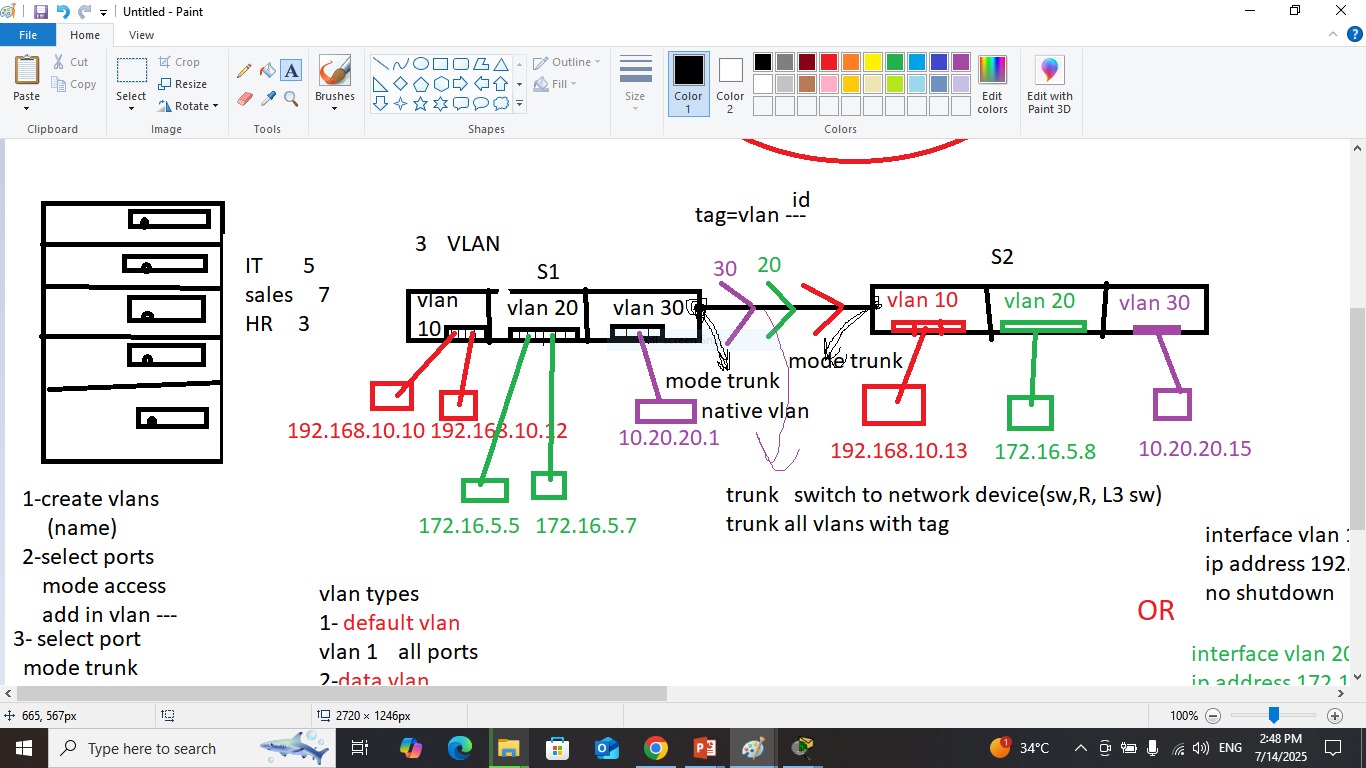 Untitled - Paint
File
Home
View
Paste
Cut
Copy
Clipboard
Select
Crop
Resize
Rotate
Image
Tools
Brushes
Outline
Fill
Shapes
Size
Color 1
Color 2
Edit colors
Colors
Edit with Paint 3D
id
tag=vlan ---
3 VLAN
S1
30
20
S2
IT 5
sales 7
HR 3
vlan 10
vlan 20
vlan 30
vlan 10
vlan 20
vlan 30
mode trunk
mode trunk
native vlan
192.168.10.10
192.168.10.12
10.20.20.1
192.168.10.13
172.16.5.8
10.20.20.15
172.16.5.5
172.16.5.7
trunk switch to network device(sw,R, L3 sw)
trunk all vlans with tag
1-create vlans
(name)
2-select ports
mode access
add in vlan ---
3- select port
mode trunk
vlan types
1- default vlan
vlan 1 all ports
2-data vlan
OR
interface vlan 1
ip address 192.
no shutdown
interface vlan 20
ip address 172.1
665, 567px
2720 × 1246px
100%
Type here to search
34°C
ENG
2:48 PM
7/14/2025